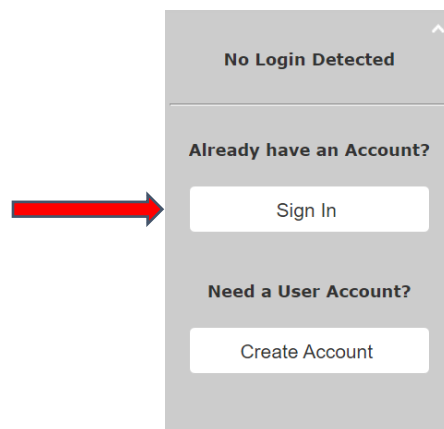 No Login Detected
Already have an Account?
Sign In
Need a User Account?
Create Account